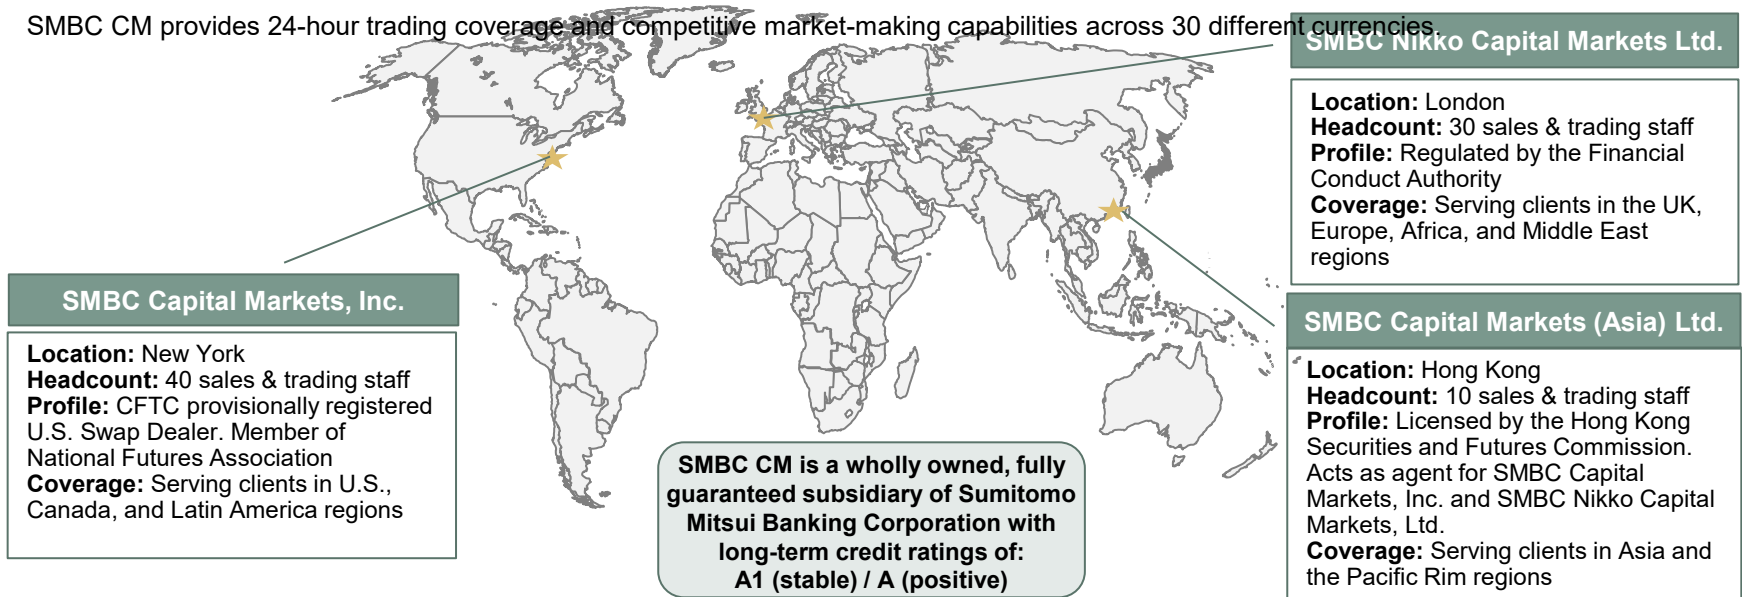 SMBC CM provides 24-hour trading coverage and competitive market-making capabilities across 30 different currencies.
SMBC Nikko Capital Markets Ltd.
Location: London
Headcount: 30 sales & trading staff
Profile: Regulated by the Financial
Conduct Authority
Coverage: Serving clients in the UK,
Europe, Africa, and Middle East
regions
SMBC Capital Markets, Inc.
Location: New York
Headcount: 40 sales & trading staff
Profile: CFTC provisionally registered
U.S. Swap Dealer. Member of
National Futures Association
Coverage: Serving clients in U.S.,
Canada, and Latin America regions
SMBC Capital Markets (Asia) Ltd.
Location: Hong Kong
Headcount: 10 sales & trading staff
Profile: Licensed by the Hong Kong
Securities and Futures Commission.
Acts as agent for SMBC Capital
Markets, Inc. and SMBC Nikko Capital
Markets, Ltd.
Coverage: Serving clients in Asia and
the Pacific Rim regions
SMBC CM is a wholly owned, fully
guaranteed subsidiary of Sumitomo
Mitsui Banking Corporation with
long-term credit ratings of:
A1 (stable) / A (positive)